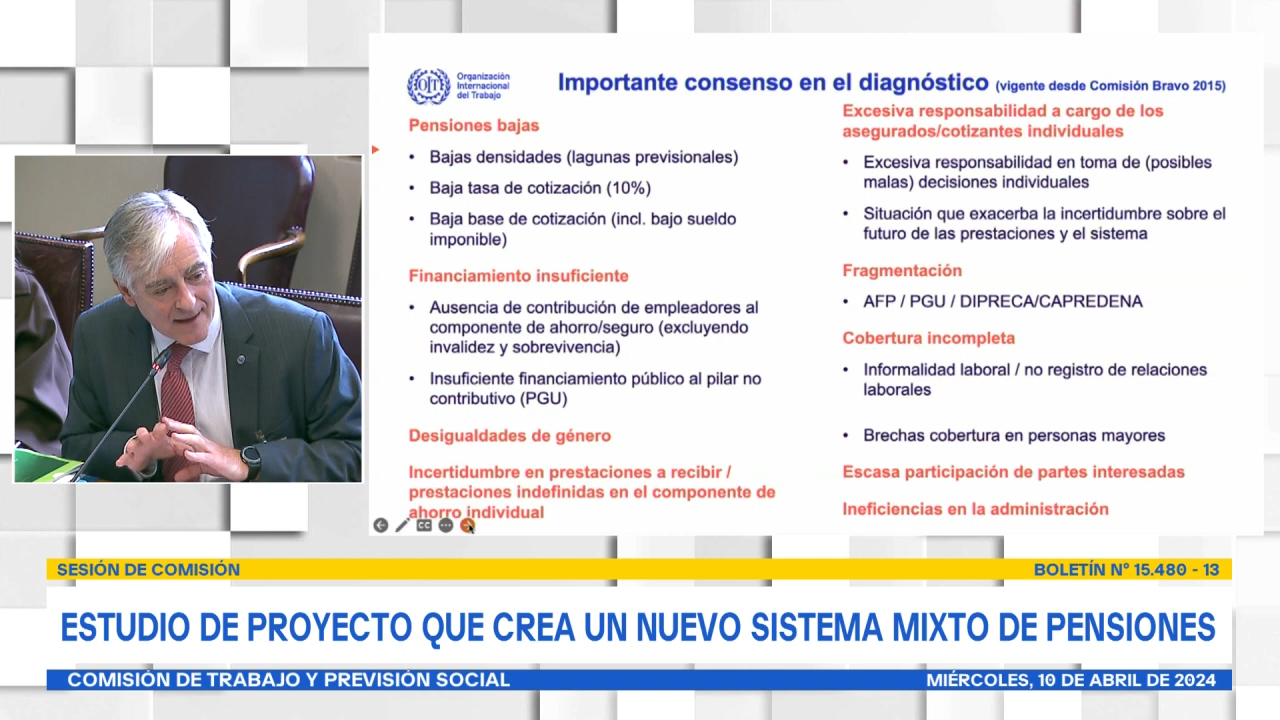 OIT
Organización
Internacional
del Trabajo
Importante consenso en el diagnóstico (vigente desde Comisión Bravo 2015)
Pensiones bajas
• Bajas densidades (lagunas previsionales)
• Baja tasa de cotización (10%)
• Baja base de cotización (incl. bajo sueldo
imponible)
Financiamiento insuficiente
• Ausencia de contribución de empleadores al
componente de ahorro/seguro (excluyendo
invalidez y sobrevivencia)
• Insuficiente financiamiento público al pilar no
contributivo (PGU)
Desigualdades de género
Incertidumbre en prestaciones a recibir /
prestaciones indefinidas en el componente de
ahorro individual
CC
Excesiva responsabilidad a cargo de los
asegurados/cotizantes individuales
• Excesiva responsabilidad en toma de (posibles
malas) decisiones individuales
• Situación que exacerba la incertidumbre sobre el
futuro de las prestaciones y el sistema
Fragmentación
• AFP / PGU / DIPRECA/CAPREDENA
Cobertura incompleta
• Informalidad laboral / no registro de relaciones
laborales
• Brechas cobertura en personas mayores
Escasa participación de partes interesadas
Ineficiencias en la administración
SESIÓN DE COMISIÓN
BOLETÍN N° 15.480 - 13
ESTUDIO DE PROYECTO QUE CREA UN NUEVO SISTEMA MIXTO DE PENSIONES
COMISIÓN DE TRABAJO Y PREVISIÓN SOCIAL
MIÉRCOLES, 10 DE ABRIL DE 2024